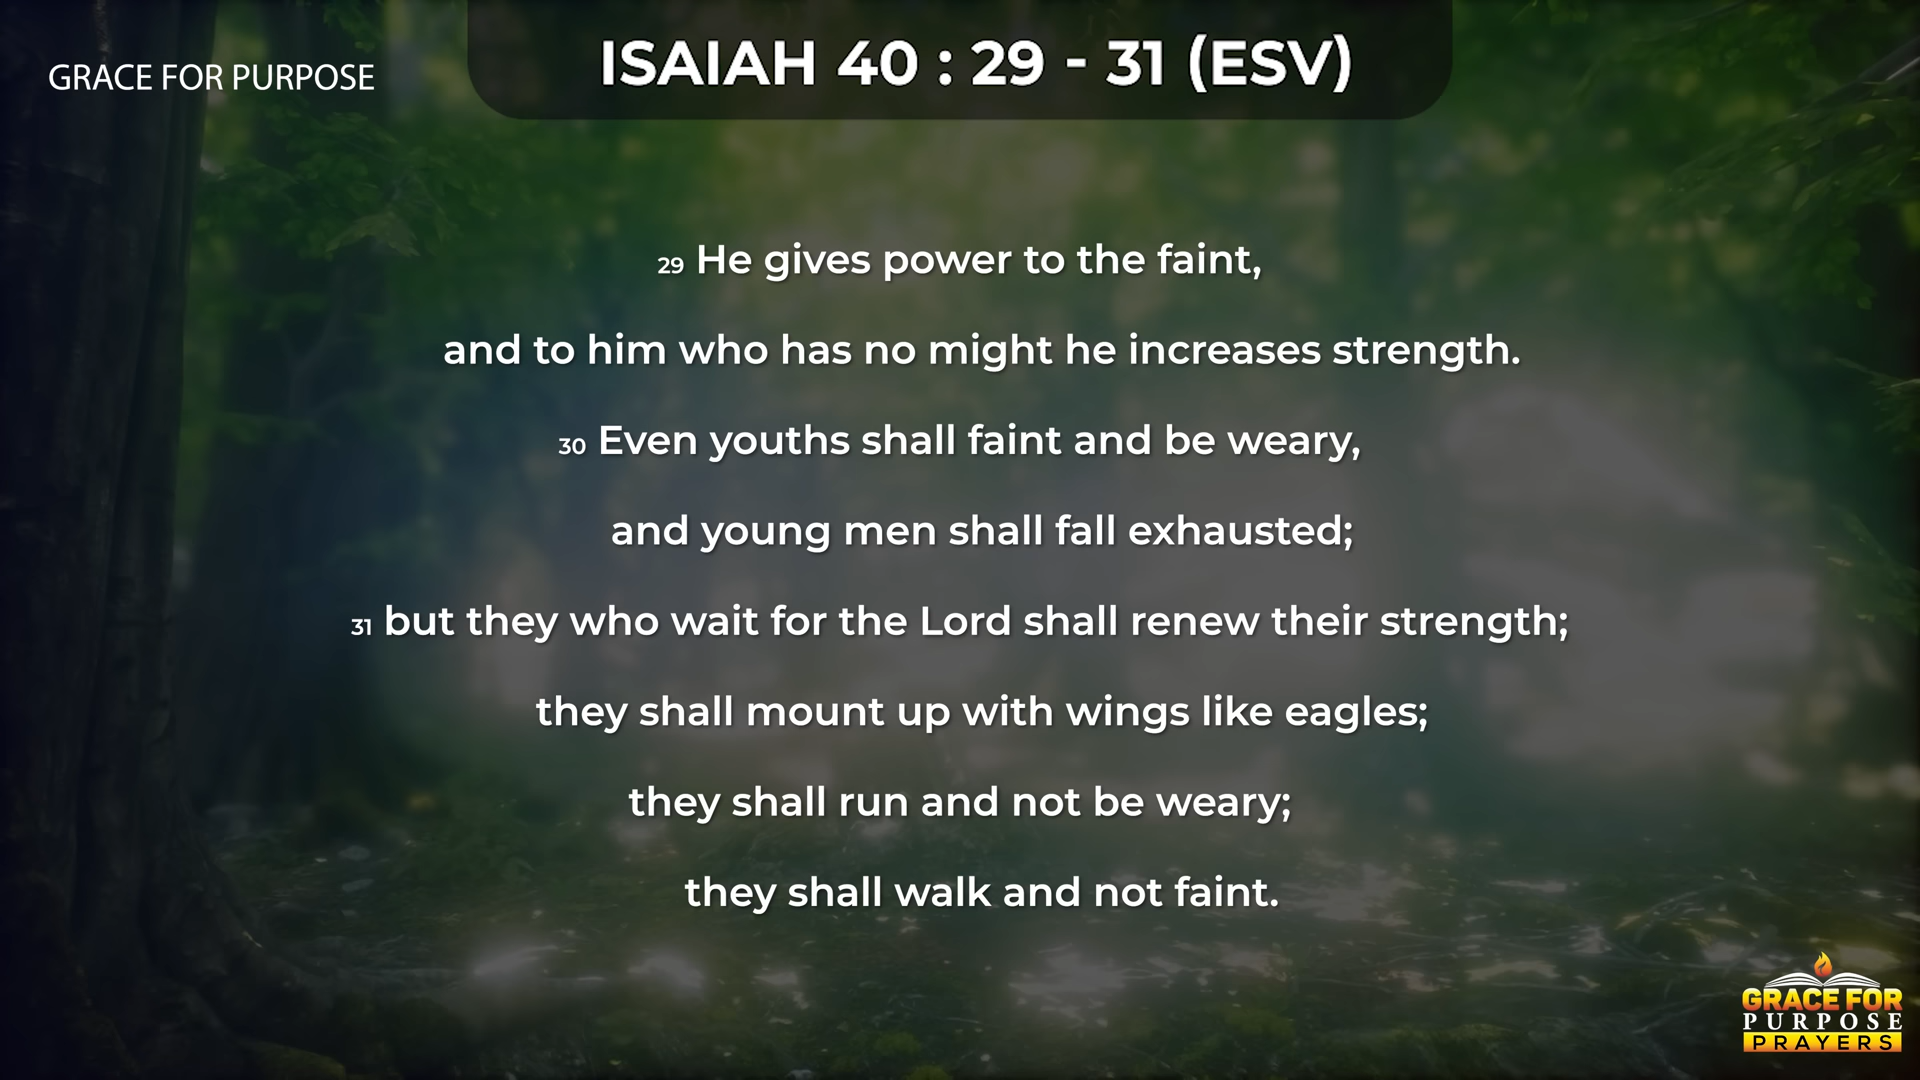 ISAIAH 40 : 29 - 31 (ESV)
GRACE FOR PURPOSE
29 He gives power to the faint,
and to him who has no might he increases strength.
30 Even youths shall faint and be weary,
and young men shall fall exhausted;
31 but they who wait for the Lord shall renew their strength;
they shall mount up with wings like eagles;
they shall run and not be weary;
they shall walk and not faint.
GRACE FOR
PURPOSE
PRAYERS